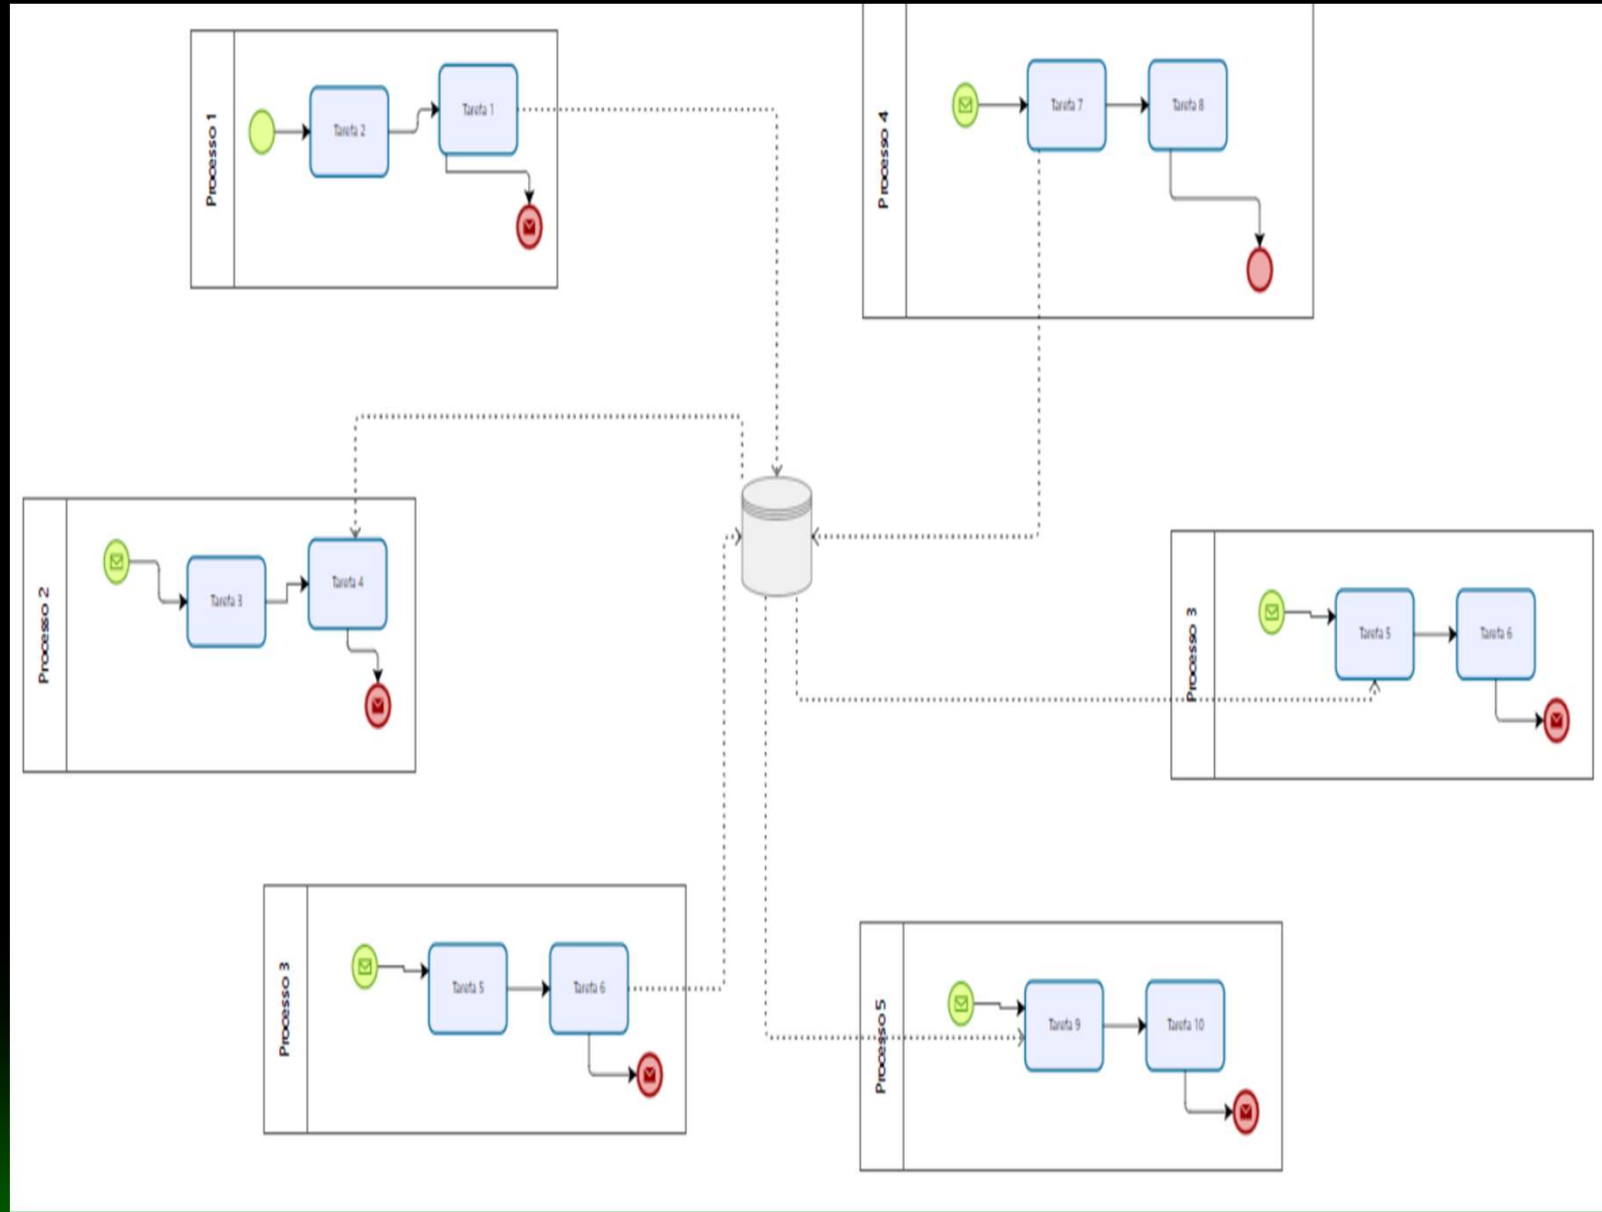 Processo 1
Tarefa 2
Tarefa 1
Processo 4
Tarefa 7
Tarefa 8
Processo 2
Tarefa 3
Tarefa 4
Processo 3
Tarefa 5
Tarefa 6
Processo 3
Tarefa 5
Tarefa 6
Processo 5
Tarefa 9
Tarefa 10